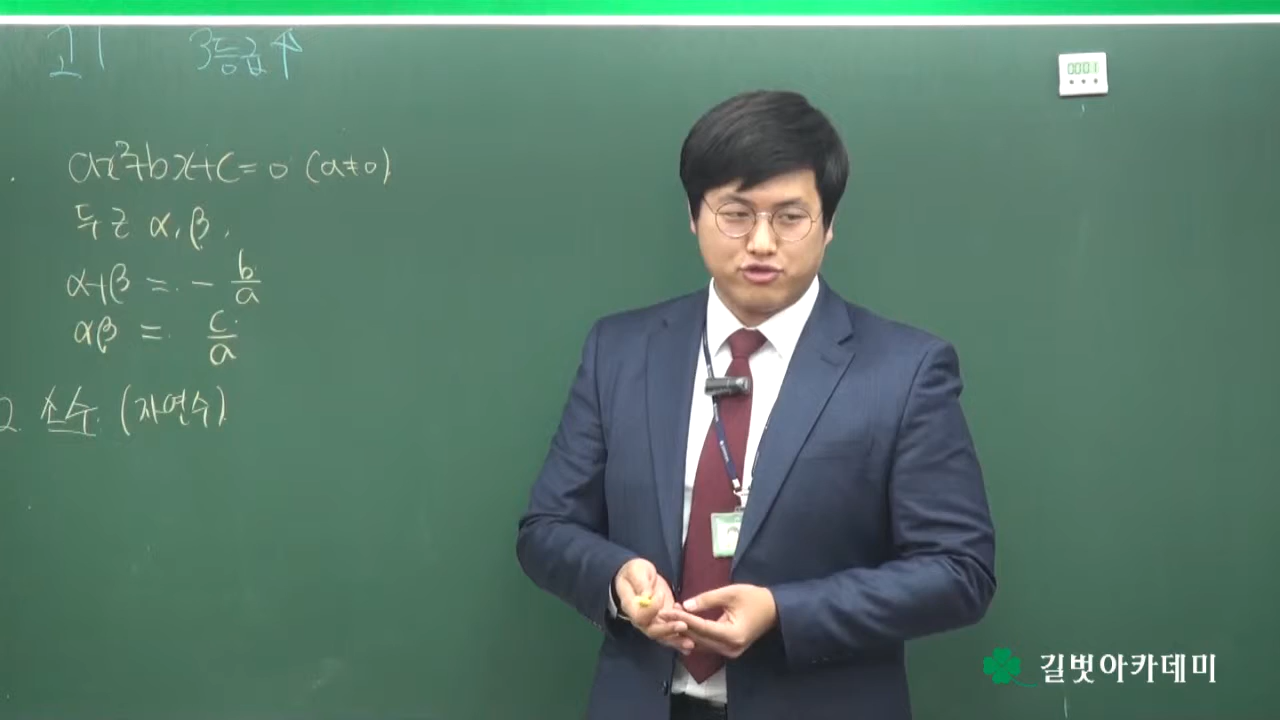 고1 3등급↑
0001
ax²+bx+c=0 (a≠0)
두근 α, β.
α+β = - b/a
αβ = c/a
2. 소수. (자연수)
길벗아카데미